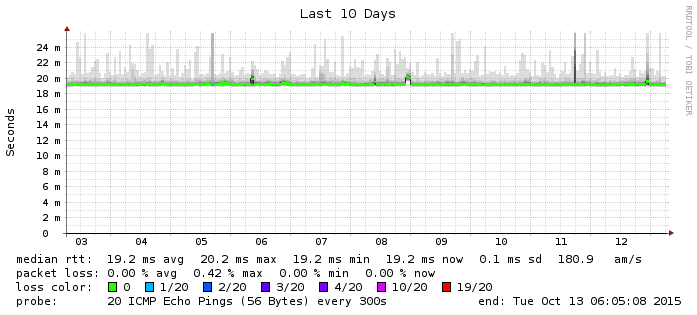 Last 10 Days
RRDTOOL / TOBI OETIKER
Seconds
24 m
22 m
20 m
18 m
16 m
14 m
12 m
10 m
8 m
6 m
4 m
2 m
0
03 04 05 06 07 08 09 10 11 12
median rtt: 19.2 ms avg 20.2 ms max 19.2 ms min 19.2 ms now 0.1 ms sd 180.9 am/s
packet loss: 0.00 % avg 0.42 % max 0.00 % min 0.00 % now
loss color: 0 1/20 2/20 3/20 4/20 10/20 19/20
probe: 20 ICMP Echo Pings (56 Bytes) every 300s end: Tue Oct 13 06:05:08 2015